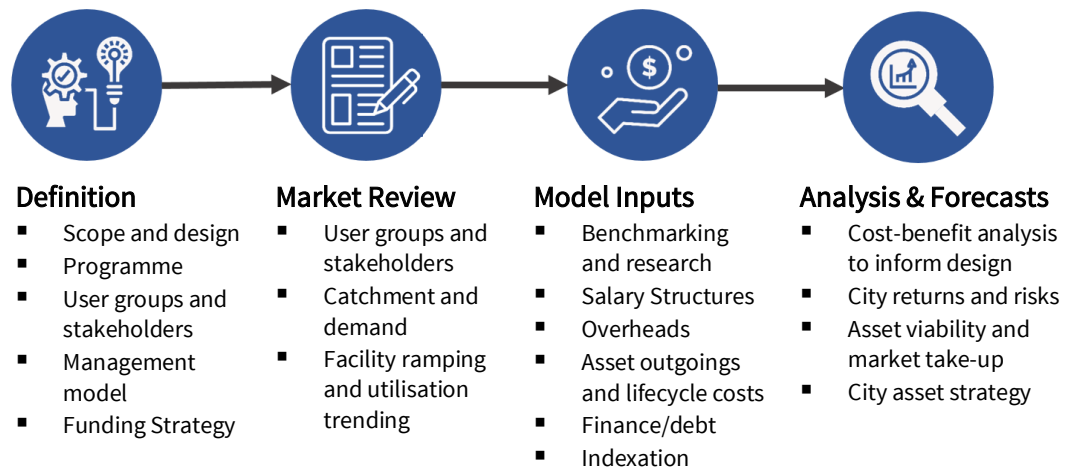 $
Definition
▪ Scope and design
▪ Programme
▪ User groups and
stakeholders
▪ Management
model
▪ Funding Strategy
Market Review
▪ User groups and
stakeholders
▪ Catchment and
demand
▪ Facility ramping
and utilisation
trending
Model Inputs
▪ Benchmarking
and research
▪ Salary Structures
▪ Overheads
▪ Asset outgoings
and lifecycle costs
▪ Finance/debt
▪ Indexation
Analysis & Forecasts
▪ Cost-benefit analysis
to inform design
▪ City returns and risks
▪ Asset viability and
market take-up
▪ City asset strategy